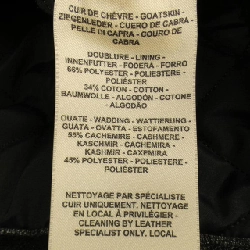 CUIR DE CHÈVRE - GOATSKIN -
ZIEGENLEDER - CUERO DE CABRA
PELLE DI CAPRA - COURO DE
CABRA
DOUBLURE - LINING -
INNENFUTTER - FODERA - FORRO
66% POLYESTER - POLIESTERE -
POLIÉSTER
34% COTON - COTTON -
BAUMWOLLE - ALGODÓN - COTONE
- ALGODÃO
OUATE - WADDING - WATTIERUNG -
GUATA - OVATTA - ESTOFAMENTO
55% CACHEMIRE - CASHMERE -
KASCHMIR - CACHEMIRA -
KASHMIR - CAXEMIRA
45% POLYESTER - POLIESTERE -
POLIÉSTER
NETTOYAGE PAR SPÉCIALISTE
CUIR UNIQUEMENT. NETTOYAGE
EN LOCAL À PRIVILÉGIER -
CLEANING BY LEATHER
SPECIALIST ONLY. LOCAL